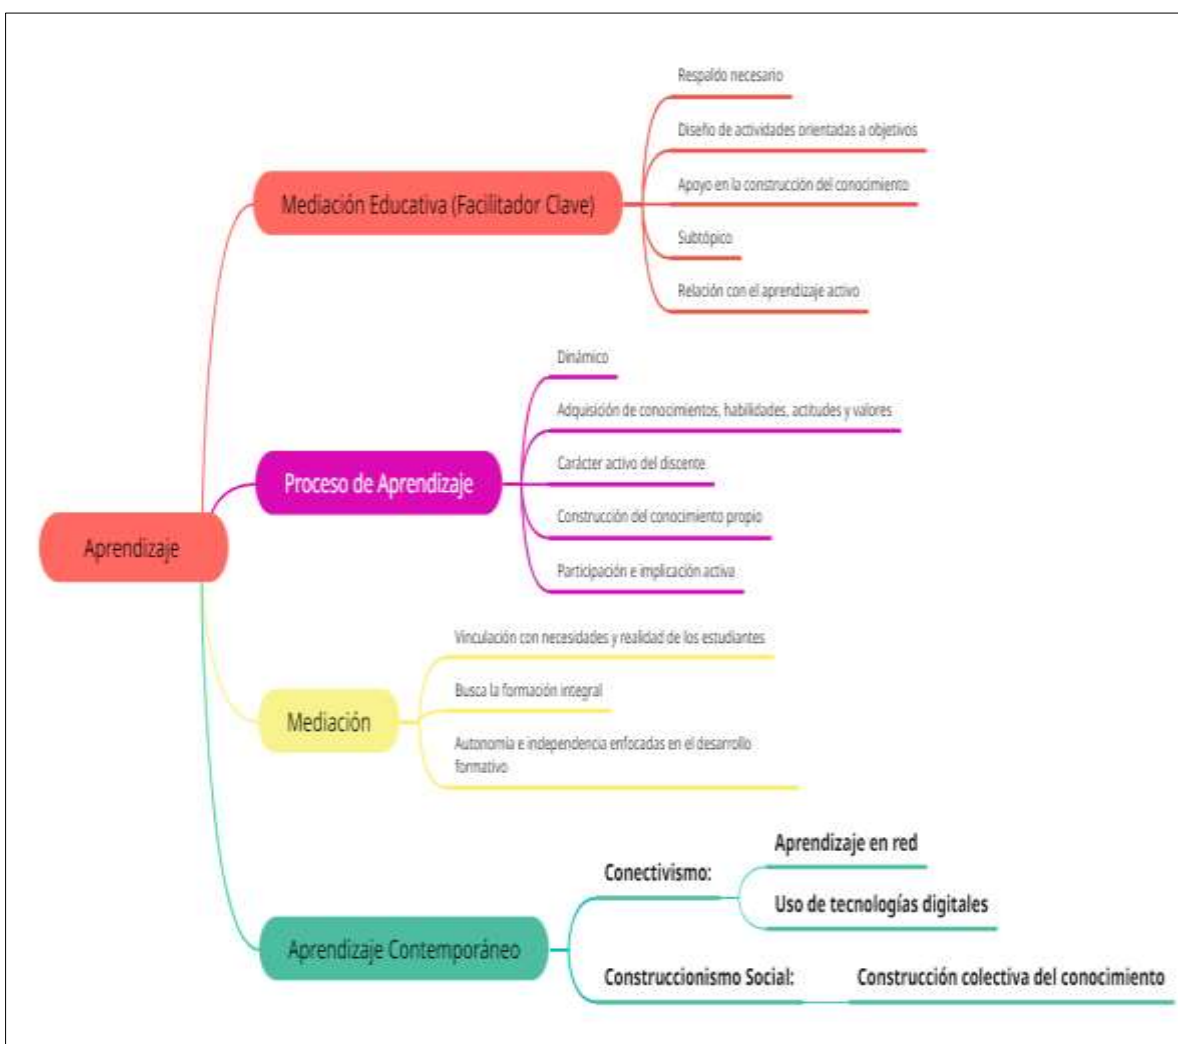 Aprendizaje
Mediación Educativa (Facilitador Clave)
Respaldo necesario
Diseño de actividades orientadas a objetivos
Apoyo en la construcción del conocimiento
Subtópico
Relación con el aprendizaje activo
Proceso de Aprendizaje
Dinámico
Adquisición de conocimientos, habilidades, actitudes y valores
Carácter activo del discente
Construcción del conocimiento propio
Participación e implicación activa
Mediación
Vinculación con necesidades y realidad de los estudiantes
Busca la formación integral
Autonomía e independencia enfocadas en el desarrollo
formativo
Aprendizaje Contemporáneo
Conectivismo:
Aprendizaje en red
Uso de tecnologías digitales
Construccionismo Social:
Construcción colectiva del conocimiento